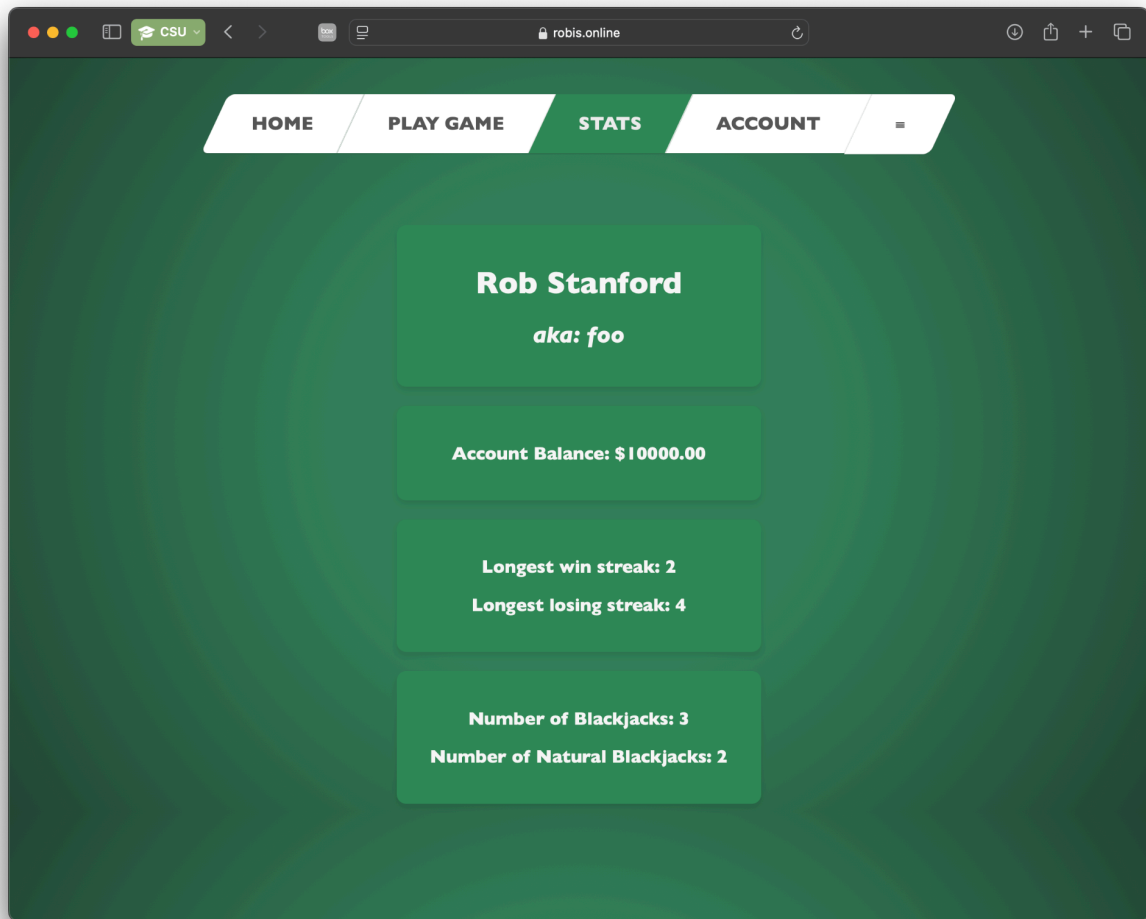 CSU
box
robis.online
HOME
PLAY GAME
STATS
ACCOUNT
Rob Stanford
aka: foo
Account Balance: $10000.00
Longest win streak: 2
Longest losing streak: 4
Number of Blackjacks: 3
Number of Natural Blackjacks: 2